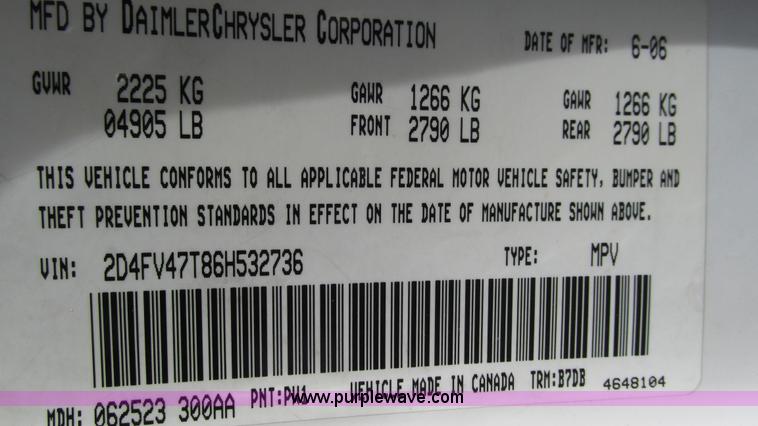 MFD BY DAIMLERCHRYSLER CORPORATION DATE OF MFR: 6-06
GVWR 2225 KG GAWR 1266 KG GAWR 1266 KG
04905 LB FRONT 2790 LB REAR 2790 LB
THIS VEHICLE CONFORMS TO ALL APPLICABLE FEDERAL MOTOR VEHICLE SAFETY, BUMPER AND
THEFT PREVENTION STANDARDS IN EFFECT ON THE DATE OF MANUFACTURE SHOWN ABOVE.
VIN: 2D4FV47T86H532736 TYPE: MPV
MDH: 062523 300AA PNT:PW1 VEHICLE MADE IN CANADA TRM:B7DB 4648104
www.purplewave.com